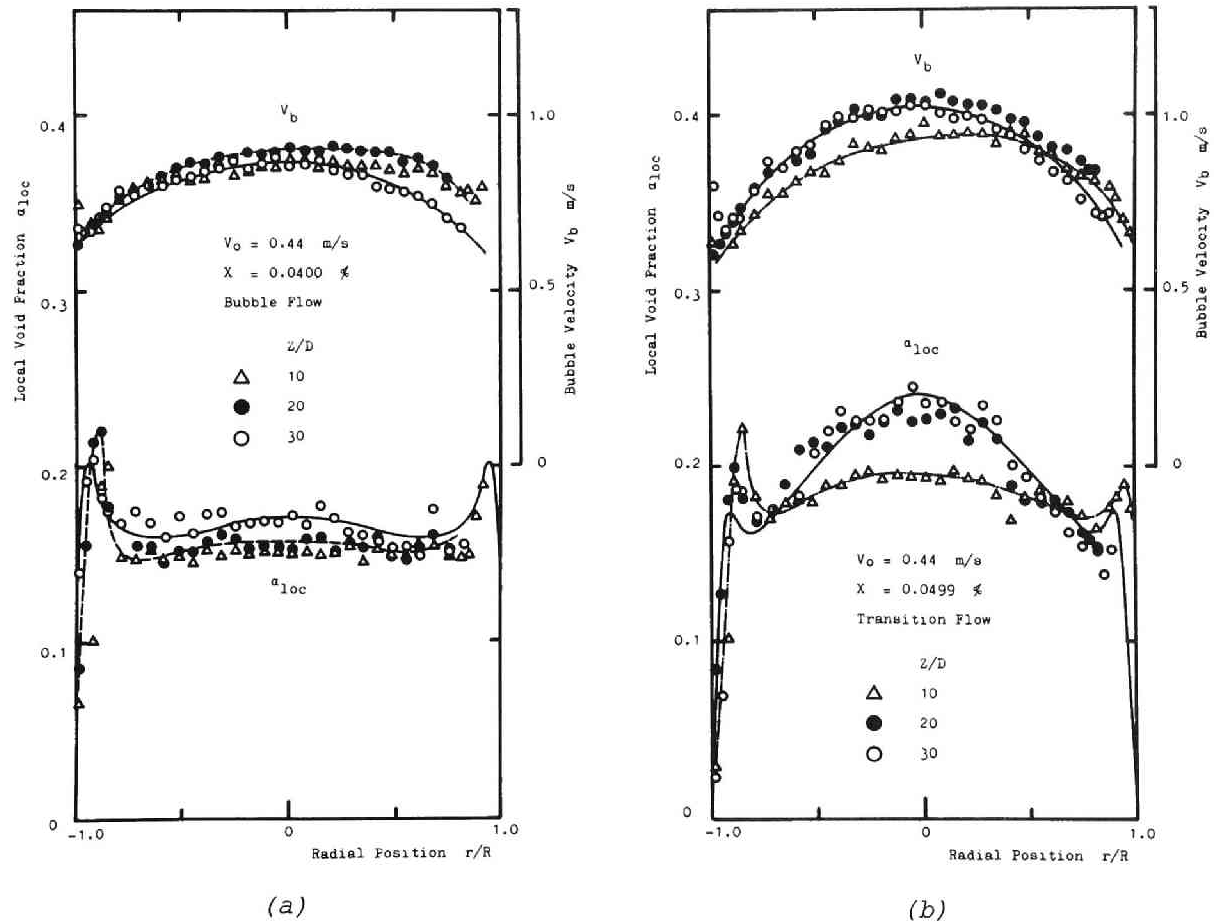 V_b
0.4
1.0
V_o = 0.44 m/s
X = 0.0400 %
Bubble Flow
0.3
0.5
Z/D
10
20
30
0.2
0
α_loc
0.1
0
-1.0
0
1.0
Local Void Fraction α_loc
Bubble Velocity V_b m/s
Radial Position r/R
(a)
V_b
0.4
1.0
0.3
0.5
α_loc
0.2
0
V_o = 0.44 m/s
X = 0.0499 %
Transition Flow
Z/D
10
20
30
0.1
0
-1.0
0
1.0
Local Void Fraction α_loc
Bubble Velocity V_b m/s
Radial Position r/R
(b)